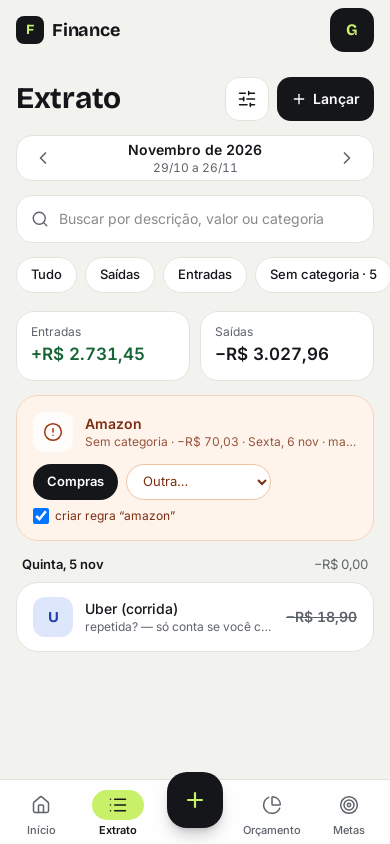 F Finance G
Extrato
Lançar
Novembro de 2026
29/10 a 26/11
Buscar por descrição, valor ou categoria
Tudo Saídas Entradas Sem categoria · 5
Entradas Saídas
+R$ 2.731,45 −R$ 3.027,96
Amazon
Sem categoria · −R$ 70,03 · Sexta, 6 nov · ma...
Compras Outra...
criar regra “amazon”
Quinta, 5 nov −R$ 0,00
U Uber (corrida)
repetida? — só conta se você c... −R$ 18,90
Início Extrato + Orçamento Metas